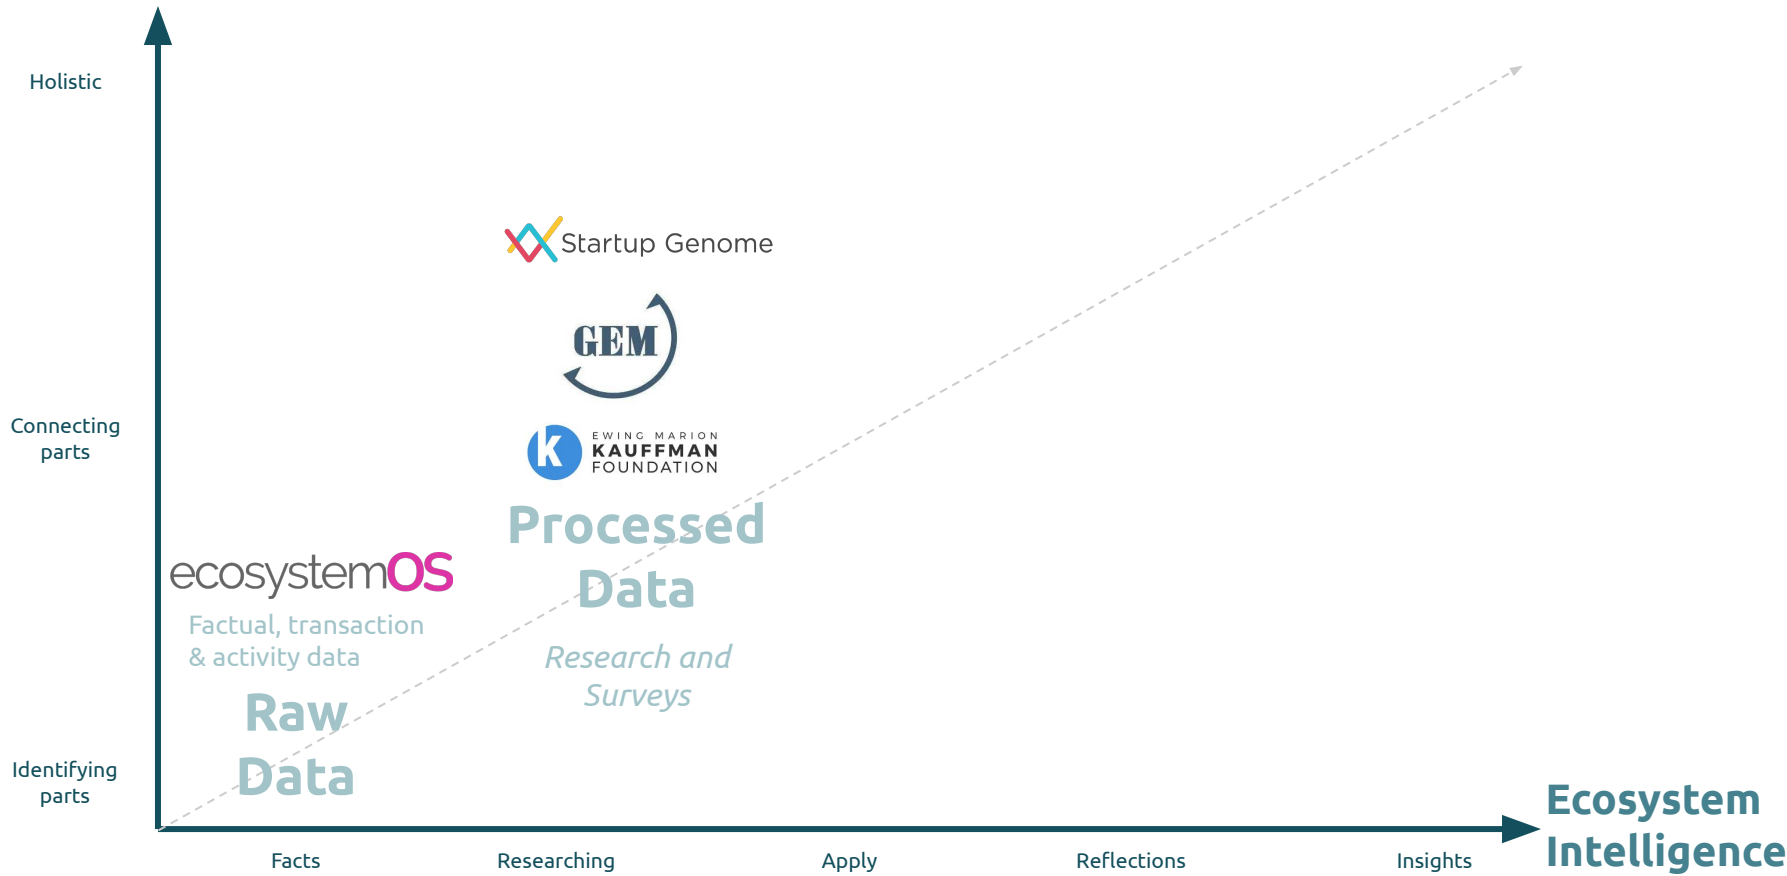 Holistic
Startup Genome
GEM
Connecting
parts
k
EWING MARION
KAUFFMAN
FOUNDATION
Processed
Data
Research and
Surveys
ecosystemOS
Factual, transaction
& activity data
Raw
Data
Identifying
parts
Facts
Researching
Apply
Reflections
Insights
Ecosystem
Intelligence